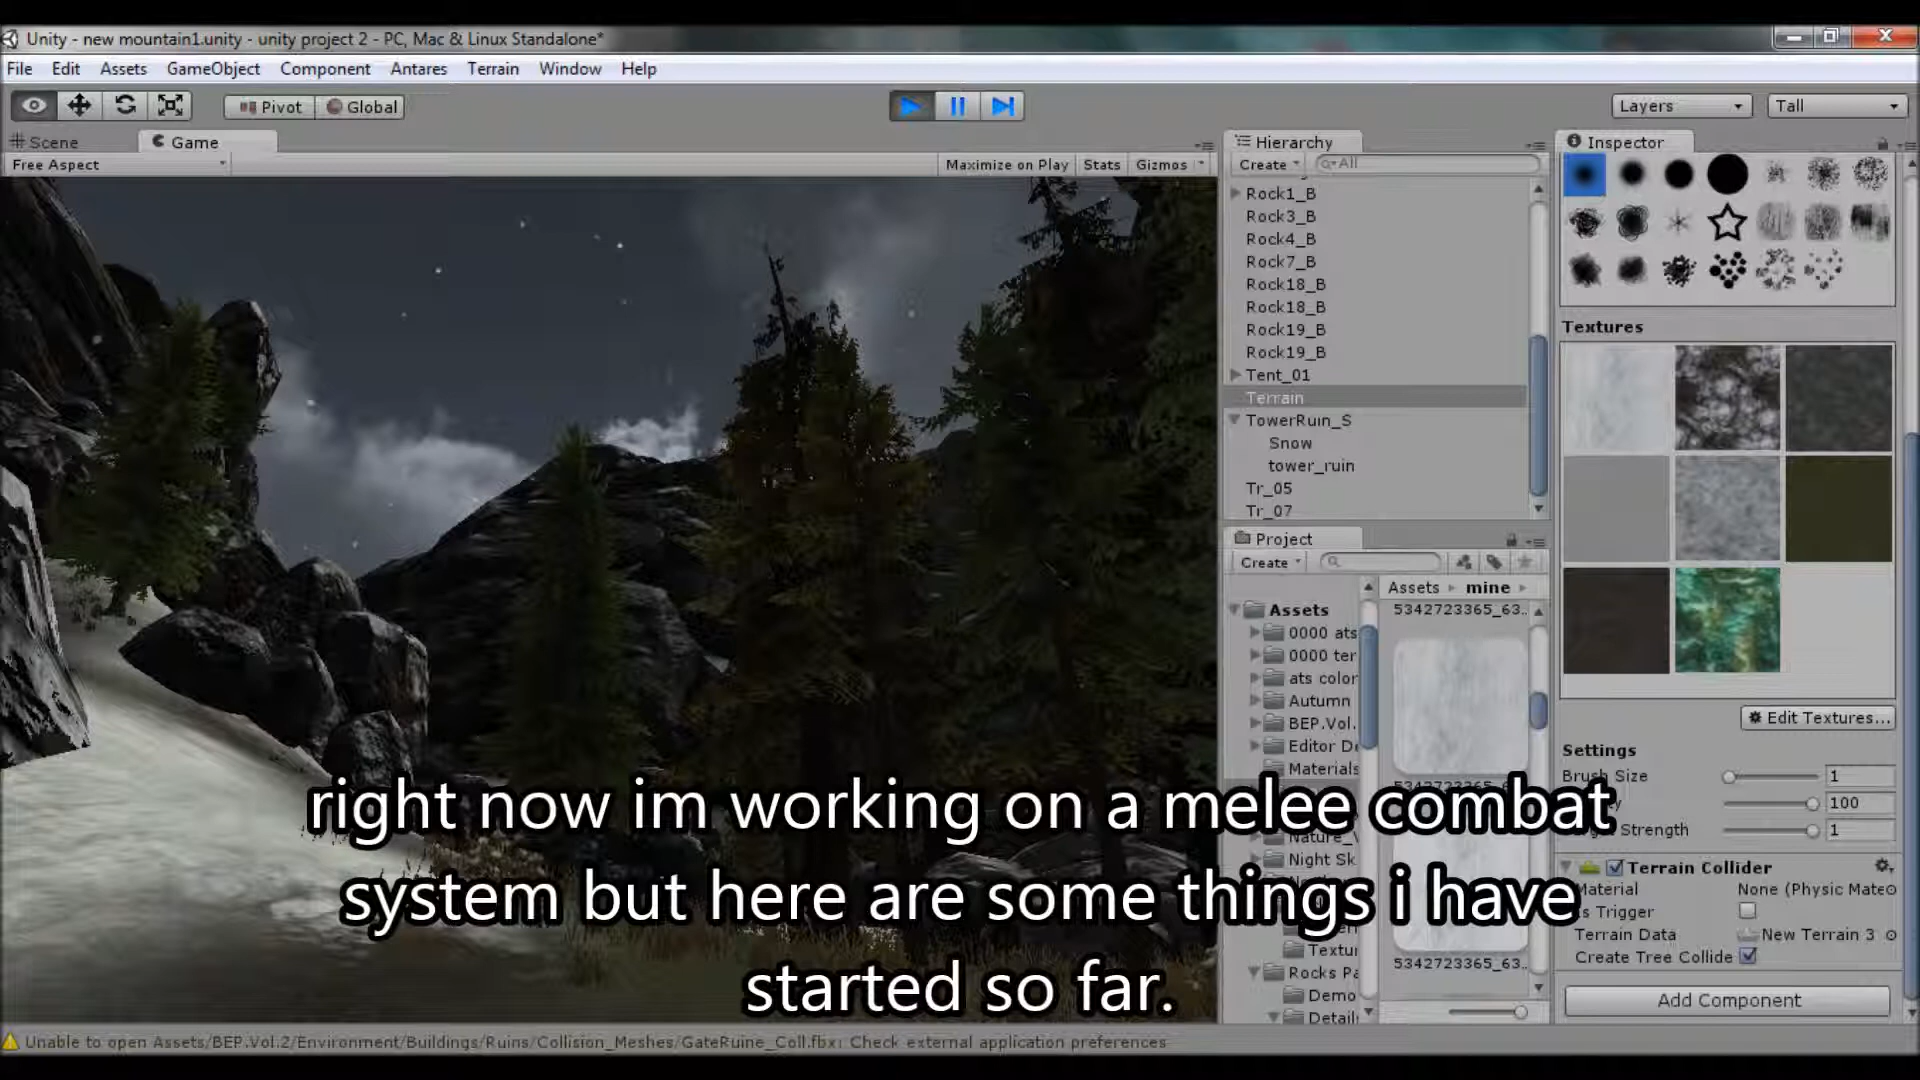 Unity - new mountain1.unity - unity project 2 - PC, Mac & Linux Standalone*
File Edit Assets GameObject Component Antares Terrain Window Help
Pivot Global Layers Tall
Scene Game
Free Aspect Maximize on Play Stats Gizmos
Hierarchy
Create All
Rock1_B
Rock3_B
Rock4_B
Rock7_B
Rock18_B
Rock18_B
Rock19_B
Rock19_B
Tent_01
Terrain
TowerRuin_S
Snow
tower_ruin
Tr_05
Tr_07
Project
Create
Assets mine
Assets
0000 ats
0000 ter
ats color
Autumn
BEP.Vol.
Editor De
Materials
Night Sk
Textur
Rocks Pa
Demo
Details
5342723365_63..
5342723365_63..
Inspector
Textures
Edit Textures...
Settings
Brush Size 1
100
Strength 1
Terrain Collider
Material None (Physic Mate
Is Trigger
Terrain Data New Terrain 3
Create Tree Collide
Add Component
right now im working on a melee combat
system but here are some things i have
started so far.
Unable to open Assets/BEP.Vol.2/Environment/Buildings/Ruins/Collision_Meshes/GateRuine_Coll.fbx: Check external application preferences